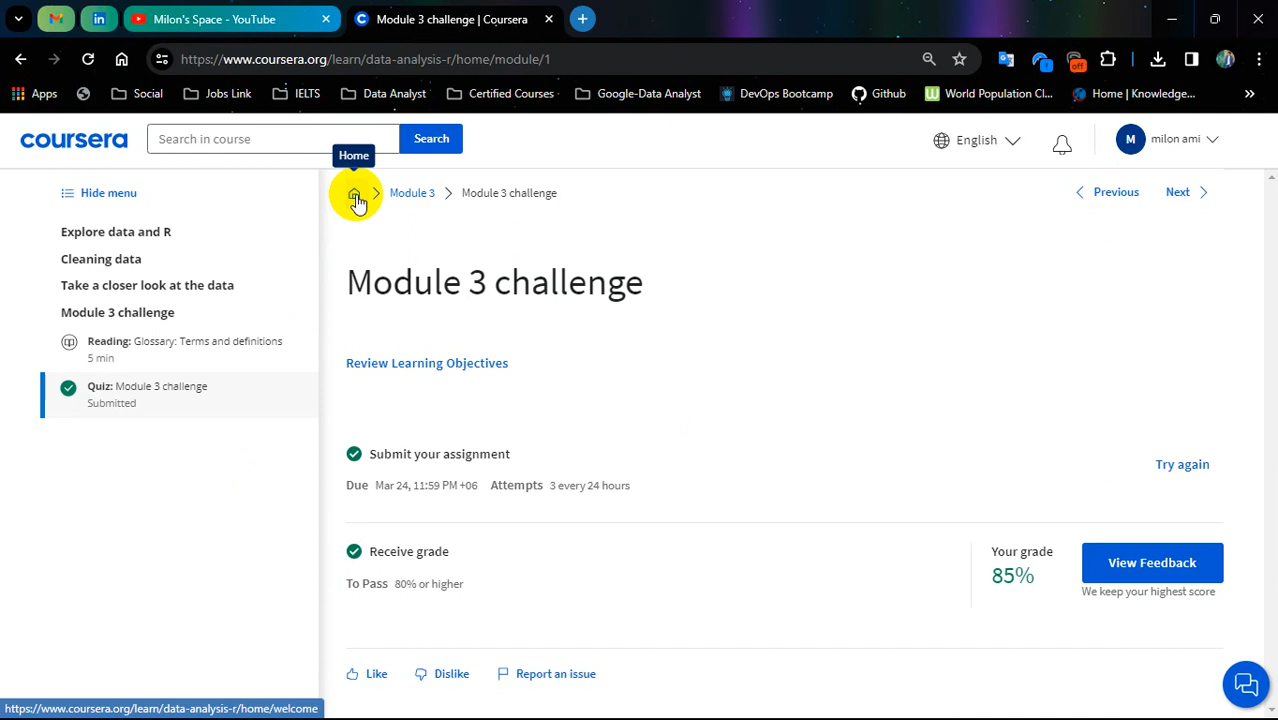 Milon's Space - YouTube
Module 3 challenge | Coursera
https://www.coursera.org/learn/data-analysis-r/home/module/1
off
Apps
Social
Jobs Link
IELTS
Data Analyst
Certified Courses
Google-Data Analyst
DevOps Bootcamp
Github
World Population Cl...
Home | Knowledge...
coursera
Search in course
Search
English
M
milon ami
Home
Hide menu
Module 3
Module 3 challenge
Previous
Next
Explore data and R
Cleaning data
Take a closer look at the data
Module 3 challenge
Reading: Glossary: Terms and definitions
5 min
Quiz: Module 3 challenge
Submitted
Module 3 challenge
Review Learning Objectives
Submit your assignment
Due Mar 24, 11:59 PM +06 Attempts 3 every 24 hours
Try again
Receive grade
To Pass 80% or higher
Your grade
85%
View Feedback
We keep your highest score
Like
Dislike
Report an issue
https://www.coursera.org/learn/data-analysis-r/home/welcome